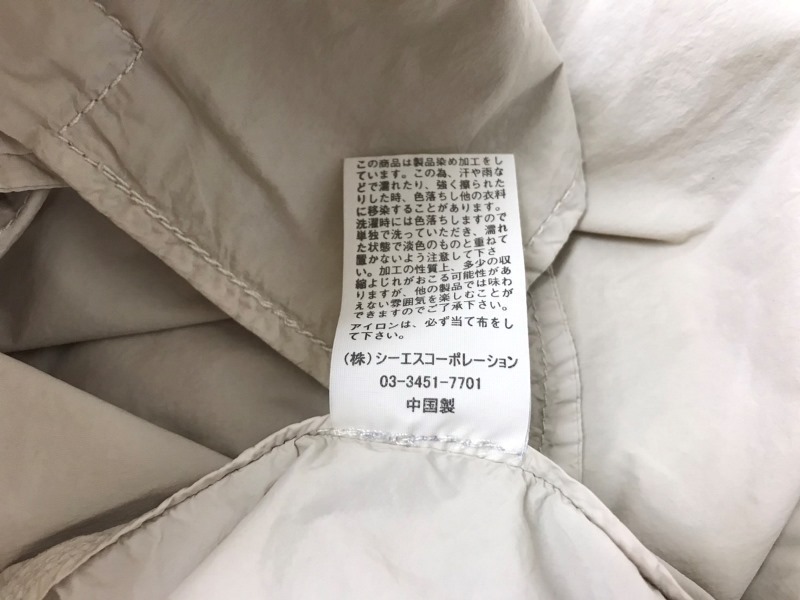 この商品は製品染め加工をし
ています。この為、汗や雨な
どで濡れたり、強く擦られた
りした時、色落ちし他の衣料
に移染することがあります。
洗濯時には色落ちしますので
単独で洗っていただき、濡れ
た状態で淡色のものと重ねて
置かないよう注意して下さ
い。加工の性質上、多少の収
縮よじれがおこる可能性があ
りますが、他の製品では味わ
えない雰囲気を楽しむことが
できますのでご了承下さい。
アイロンは、必ず当て布をし
て下さい。
(株)シーエスコーポレーション
03-3451-7701
中国製